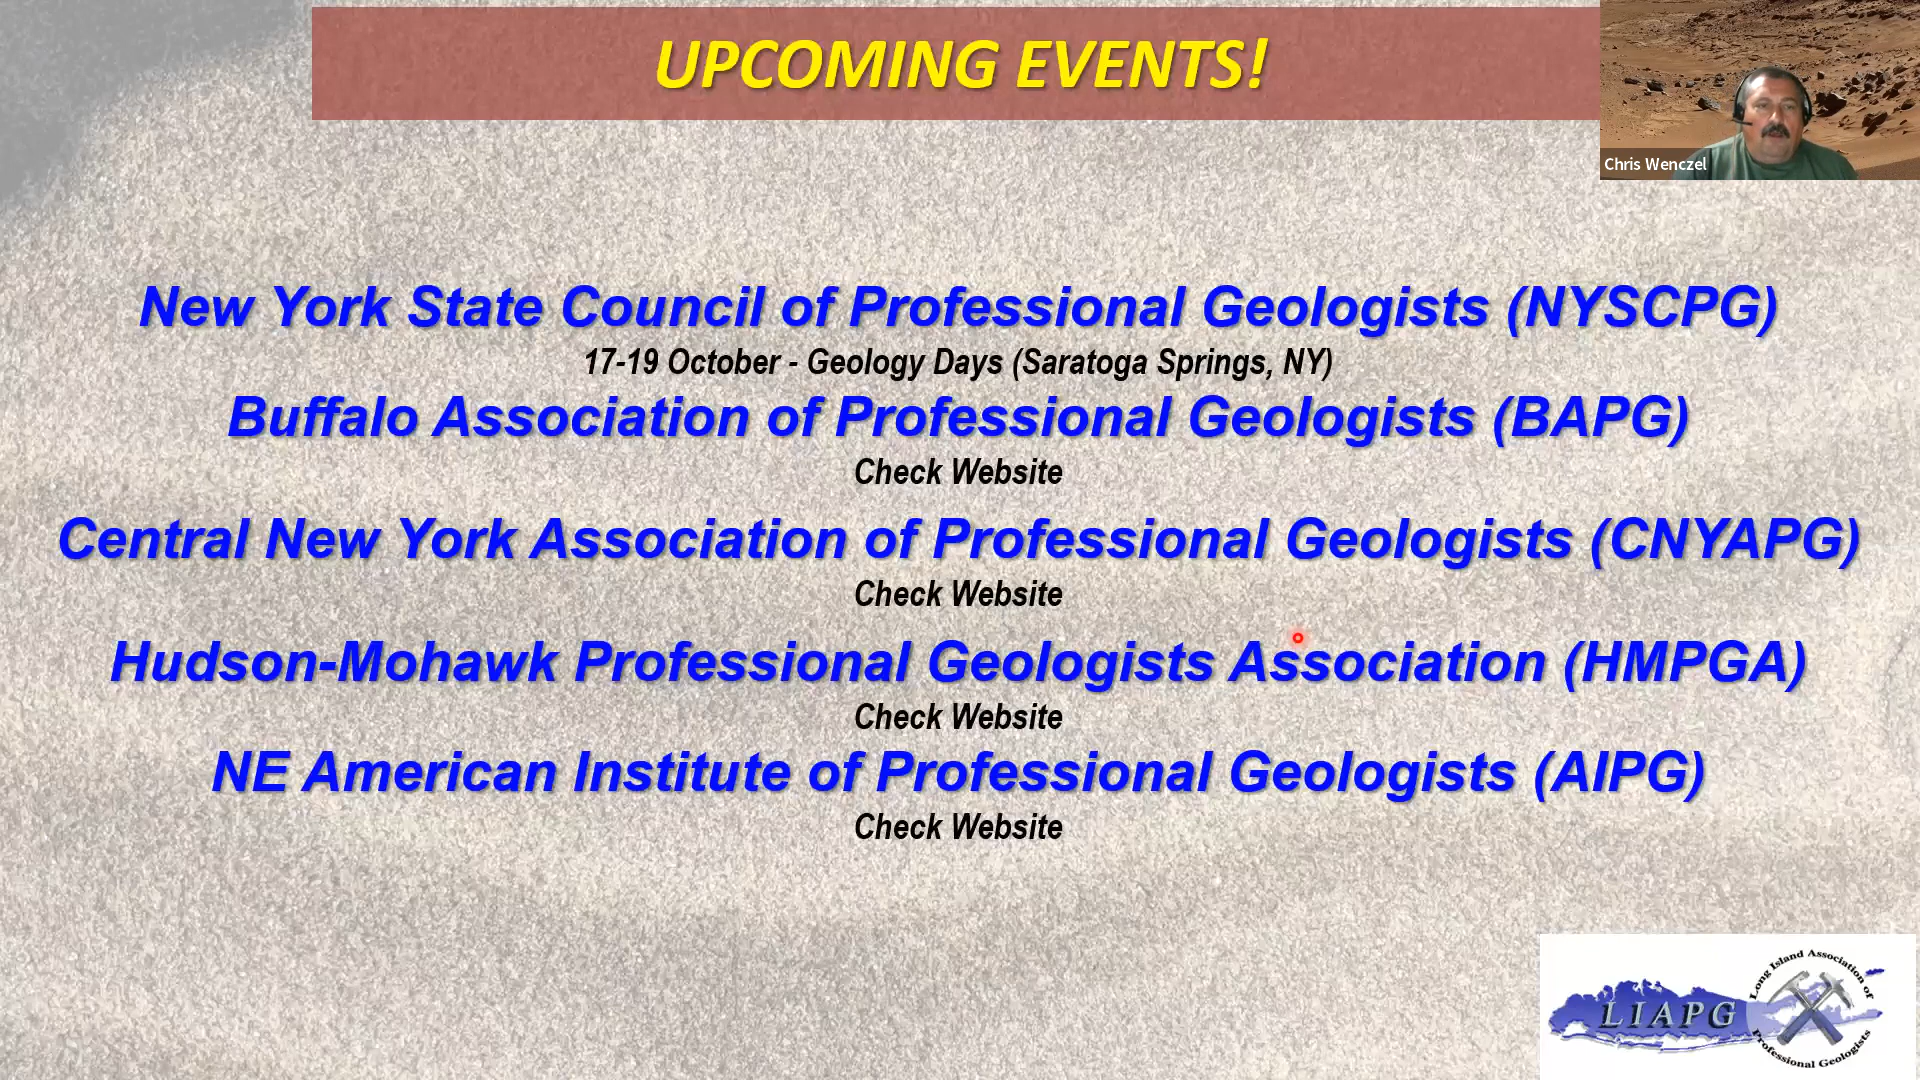 UPCOMING EVENTS!
Chris Wenczel
New York State Council of Professional Geologists (NYSCPG)
17-19 October - Geology Days (Saratoga Springs, NY)
Buffalo Association of Professional Geologists (BAPG)
Check Website
Central New York Association of Professional Geologists (CNYAPG)
Check Website
Hudson-Mohawk Professional Geologists Association (HMPGA)
Check Website
NE American Institute of Professional Geologists (AIPG)
Check Website
Long Island Association of
LIAPG
Professional Geologists